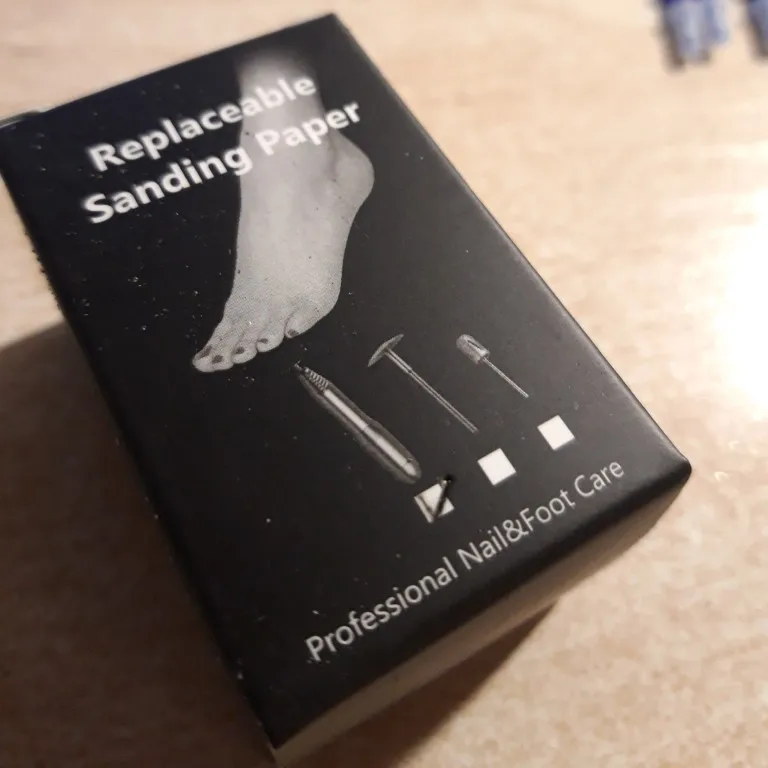 Replaceable
Sanding Paper
Professional Nail&Foot Care